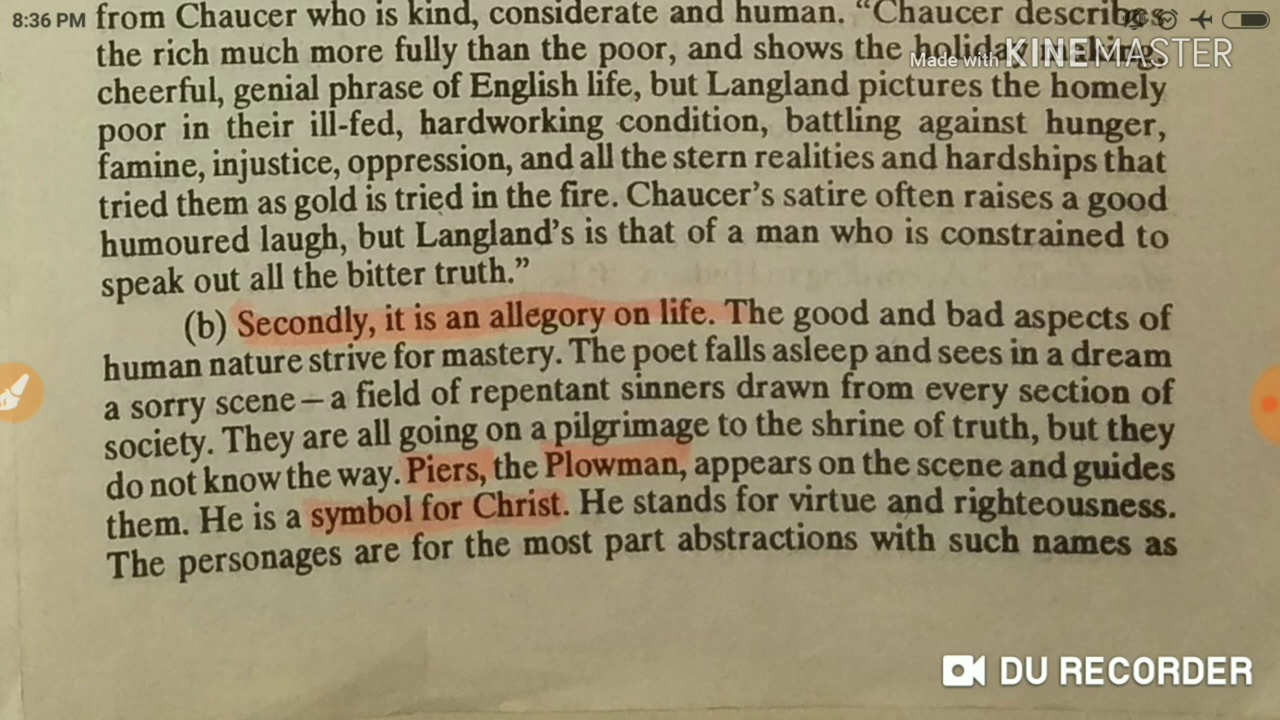 8:36 PM
from Chaucer who is kind, considerate and human. “Chaucer describes
the rich much more fully than the poor, and shows the holiday making
Made with KINEMASTER
cheerful, genial phrase of English life, but Langland pictures the homely
poor in their ill-fed, hardworking condition, battling against hunger,
famine, injustice, oppression, and all the stern realities and hardships that
tried them as gold is tried in the fire. Chaucer’s satire often raises a good
humoured laugh, but Langland’s is that of a man who is constrained to
speak out all the bitter truth.”
(b) Secondly, it is an allegory on life. The good and bad aspects of
human nature strive for mastery. The poet falls asleep and sees in a dream
a sorry scene—a field of repentant sinners drawn from every section of
society. They are all going on a pilgrimage to the shrine of truth, but they
do not know the way. Piers, the Plowman, appears on the scene and guides
them. He is a symbol for Christ. He stands for virtue and righteousness.
The personages are for the most part abstractions with such names as
DU RECORDER